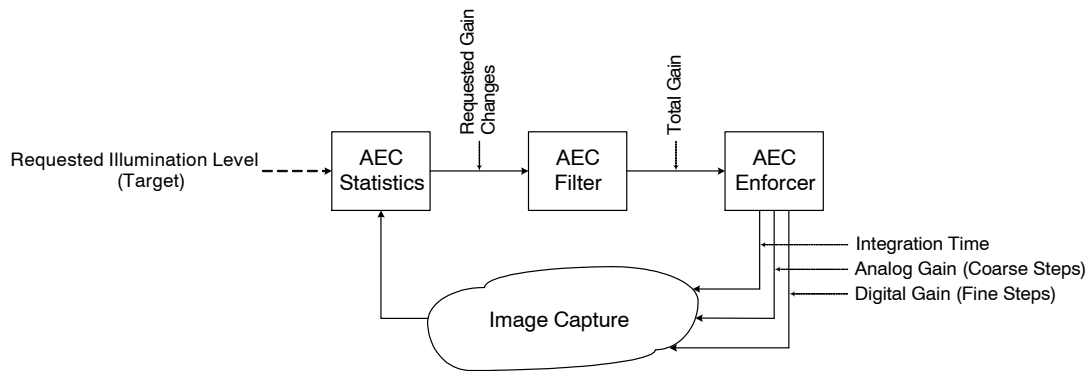 Requested Gain
Changes
Total Gain
Requested Illumination Level
(Target)
AEC
Statistics
AEC
Filter
AEC
Enforcer
Integration Time
Analog Gain (Coarse Steps)
Digital Gain (Fine Steps)
Image Capture